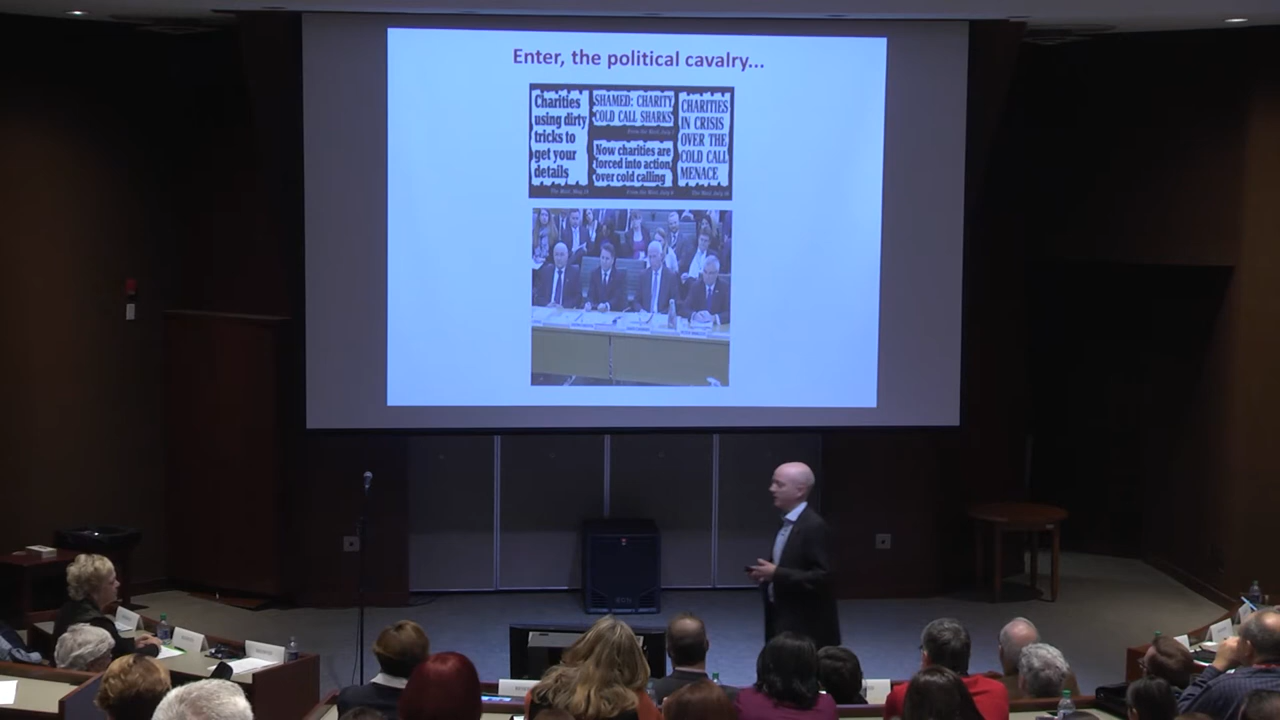 Enter, the political cavalry...
Charities
using dirty
tricks to
get your
details
SHAMED: CHARITY
COLD CALL SHARKS
Now charities are
forced into action
over cold calling
CHARITIES
IN CRISIS
OVER THE
COLD CALL
MENACE